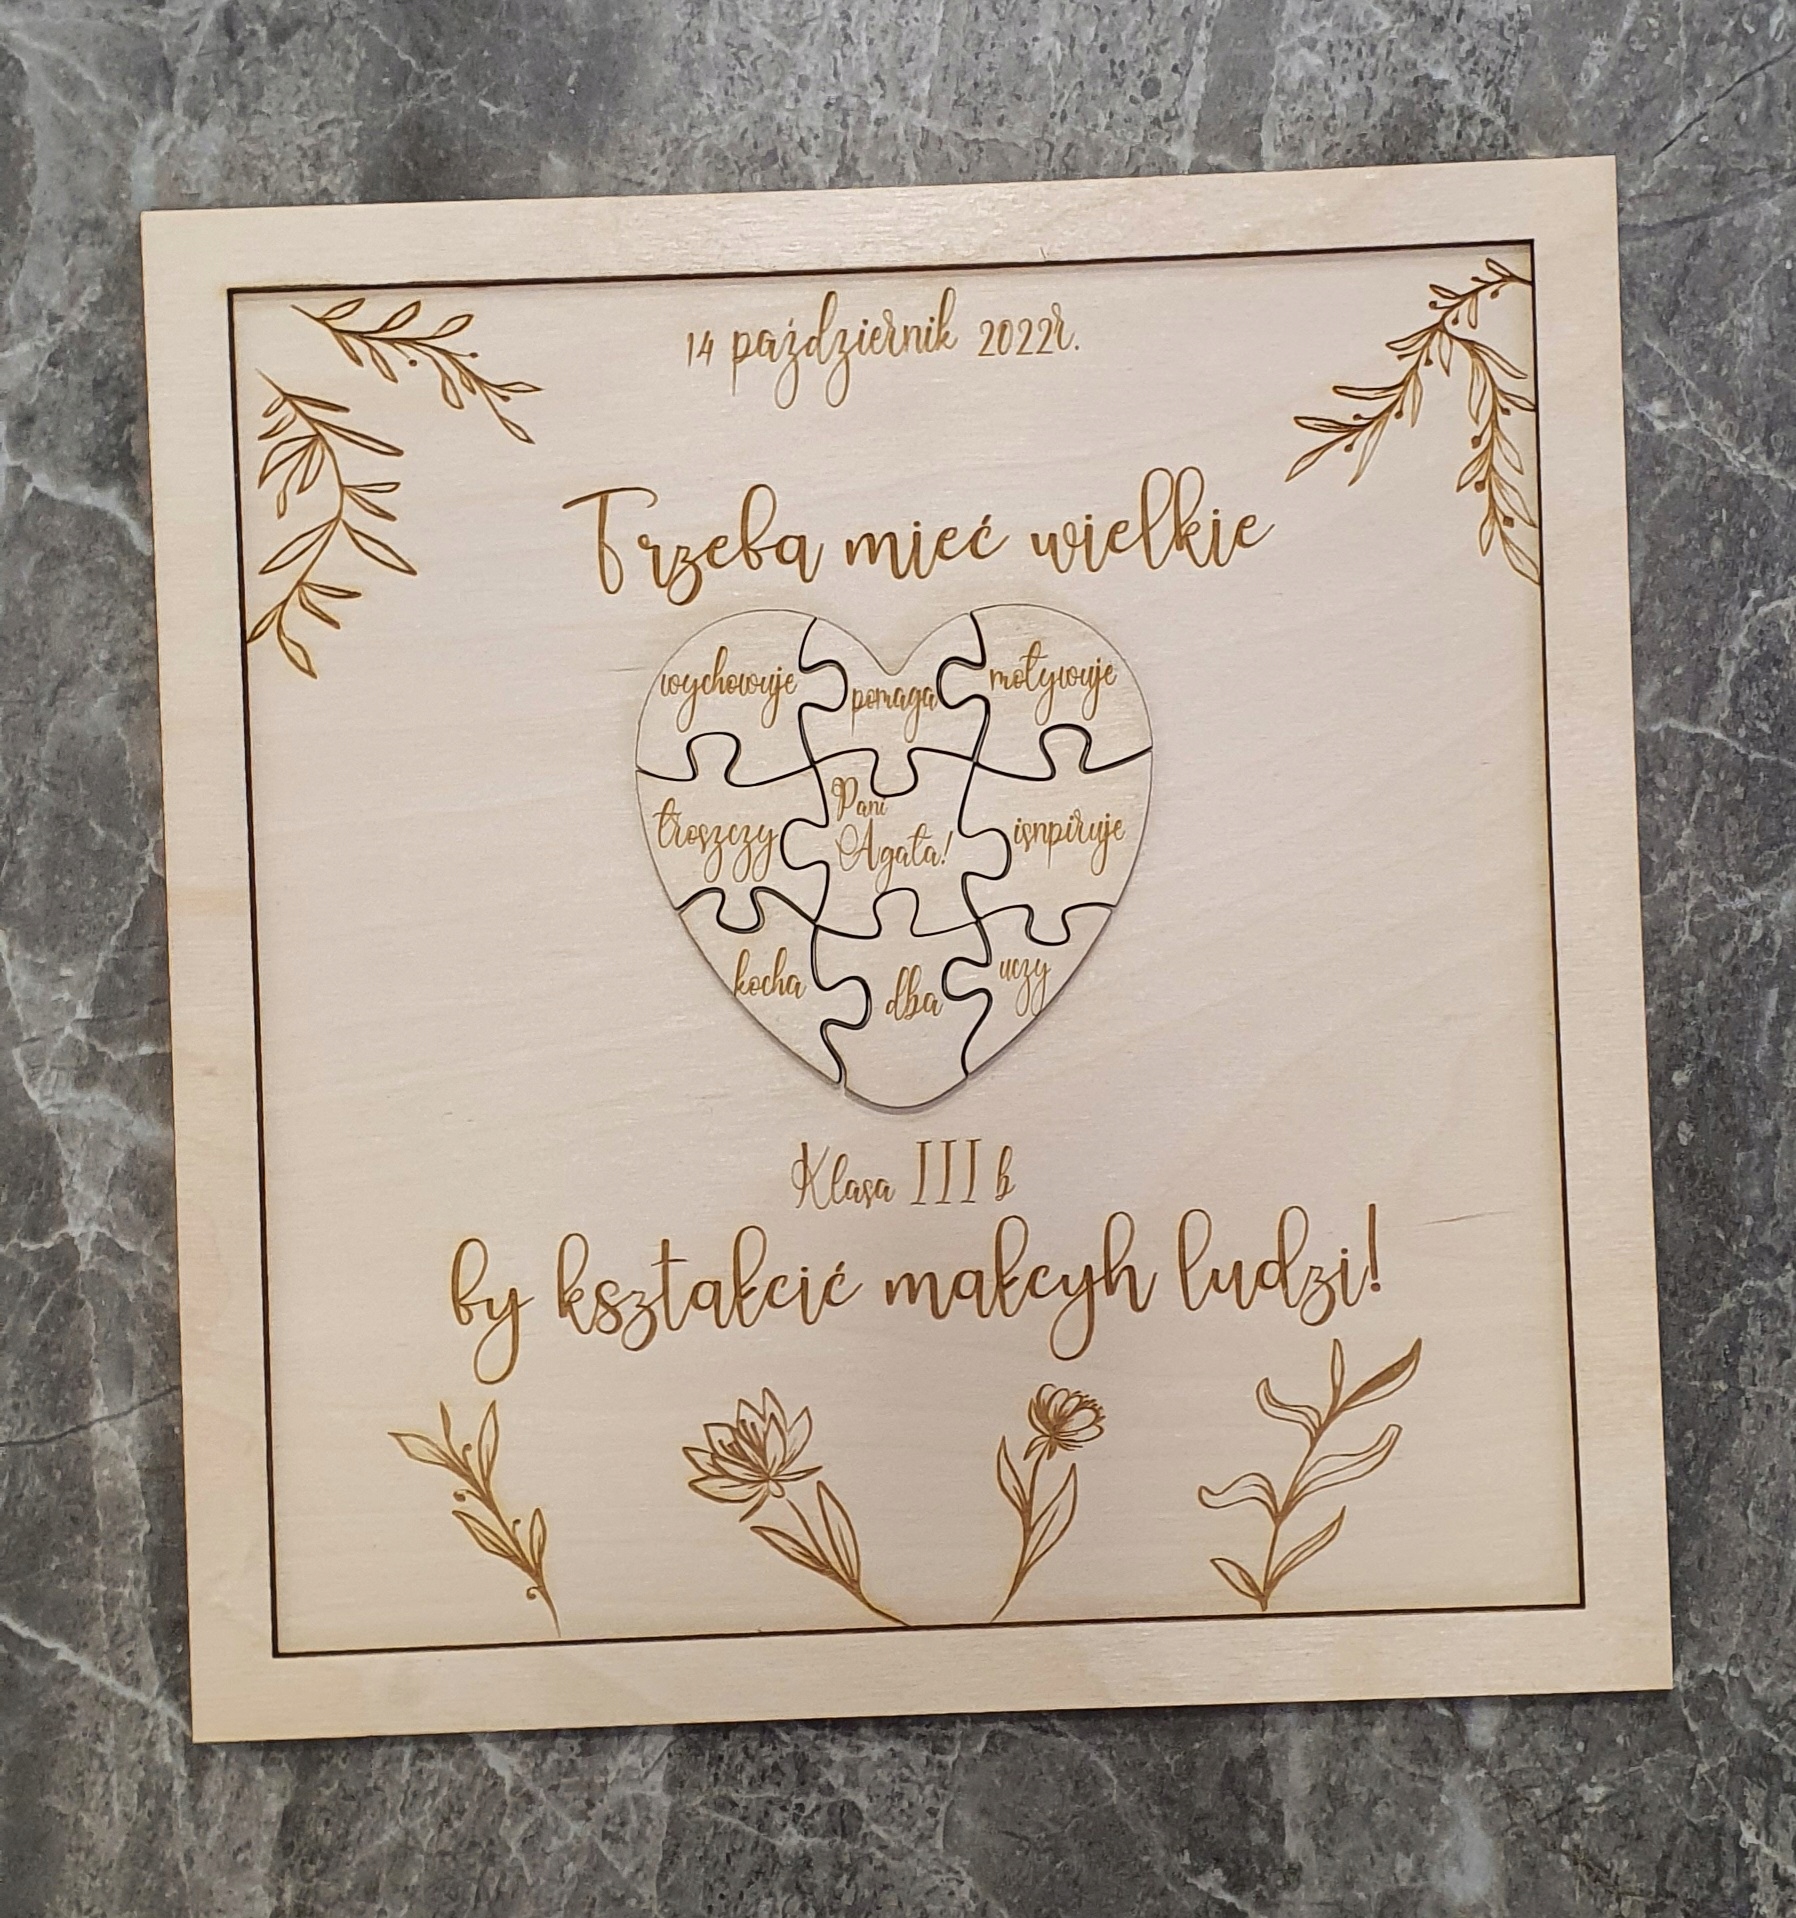 14 październik 2022r.
Trzeba mieć wielkie
wychowuje
pomaga
motywuje
troszczy
Pani
Agata!
isnpiruje
kocha
dba
uczy
Klasa III b
by kształcić małcyh ludzi!